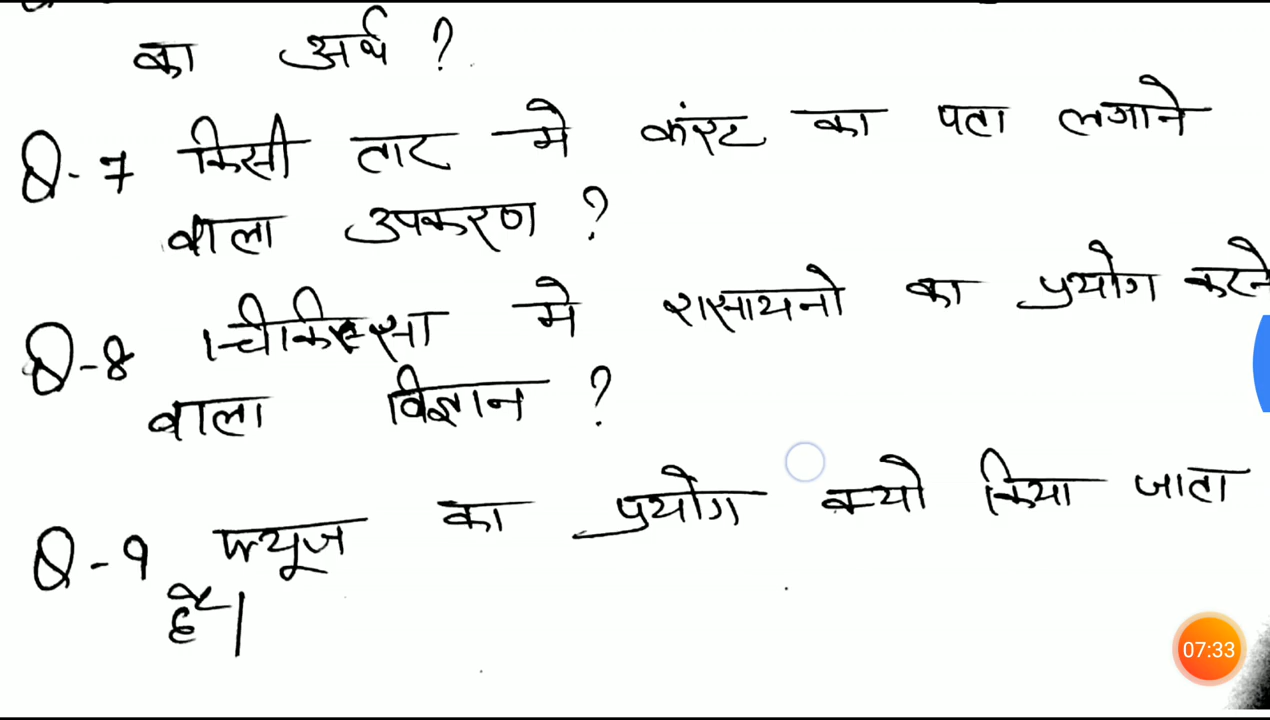 का अर्थ ?
Q-7 किसी तार मे करंट का पता लगाने
वाला उपकरण ?
Q-8 चिकित्सा मे रासायनो का प्रयोग करने
वाला विज्ञान ?
Q-9 फ्यूज का प्रयोग क्यो किया जाता
है।
07:33